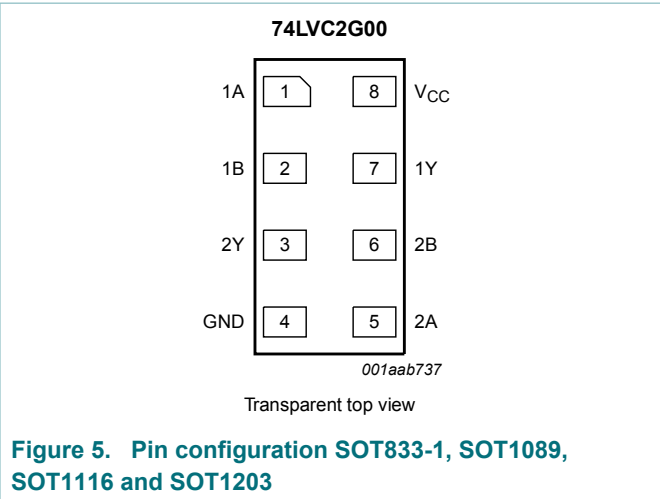 74LVC2G00
1A 1 8 VCC
1B 2 7 1Y
2Y 3 6 2B
GND 4 5 2A
001aab737
Transparent top view
Figure 5. Pin configuration SOT833-1, SOT1089,
SOT1116 and SOT1203